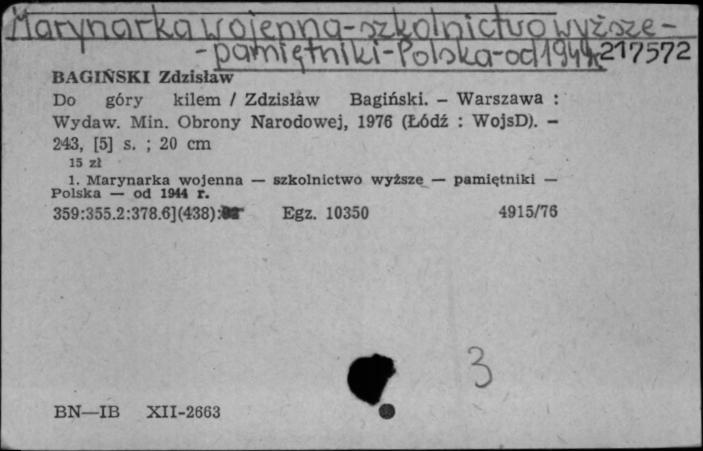 Marynarka wojenna-szkolnictwo wyższe-
-pamiętniki-Polska-od 1944r. 217572
BAGIŃSKI Zdzisław
Do góry kilem / Zdzisław Bagiński. – Warszawa :
Wydaw. Min. Obrony Narodowej, 1976 (Łódź : WojsD). –
243, [5] s. ; 20 cm
15 zł
1. Marynarka wojenna — szkolnictwo wyższe — pamiętniki —
Polska — od 1944 r.
359:355.2:378.6](438): Egz. 10350 4915/76
3
BN—IB XII-2663